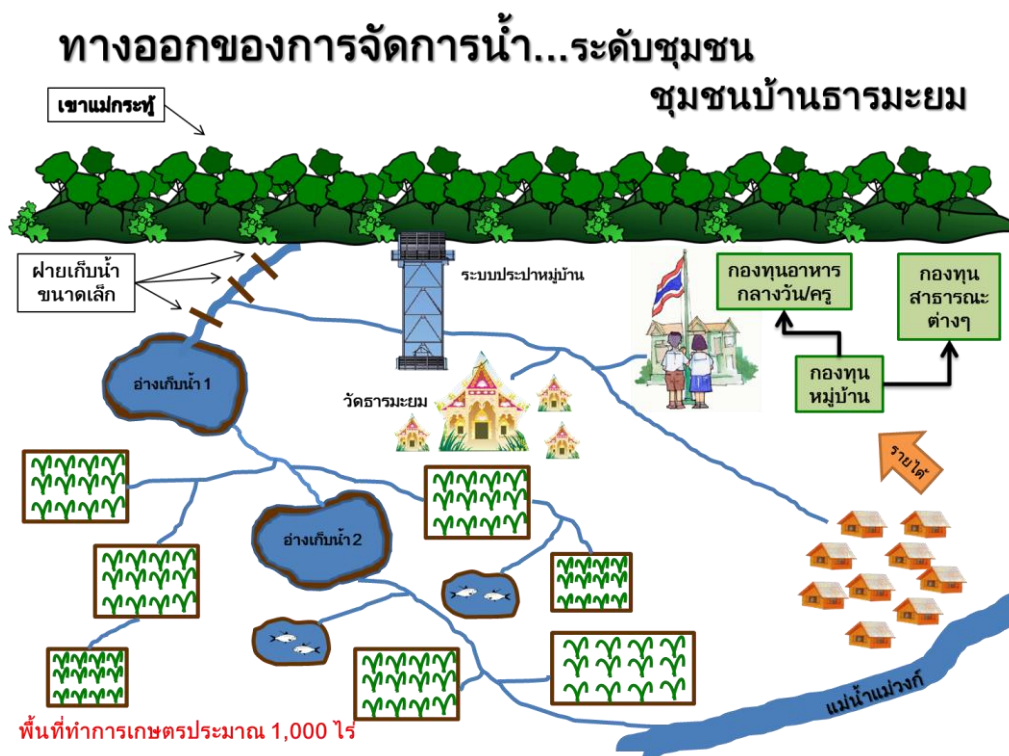 ทางออกของการจัดการน้ำ...ระดับชุมชน
ชุมชนบ้านธารมะยม
เขาแม่กระทู้
ฝายเก็บน้ำ
ขนาดเล็ก
ระบบประปาหมู่บ้าน
กองทุนอาหาร
กลางวัน/ครู
กองทุน
สาธารณะ
ต่างๆ
อ่างเก็บน้ำ 1
วัดธารมะยม
กองทุน
หมู่บ้าน
รายได้
อ่างเก็บน้ำ 2
แม่น้ำแม่วงก์
พื้นที่ทำการเกษตรประมาณ 1,000 ไร่